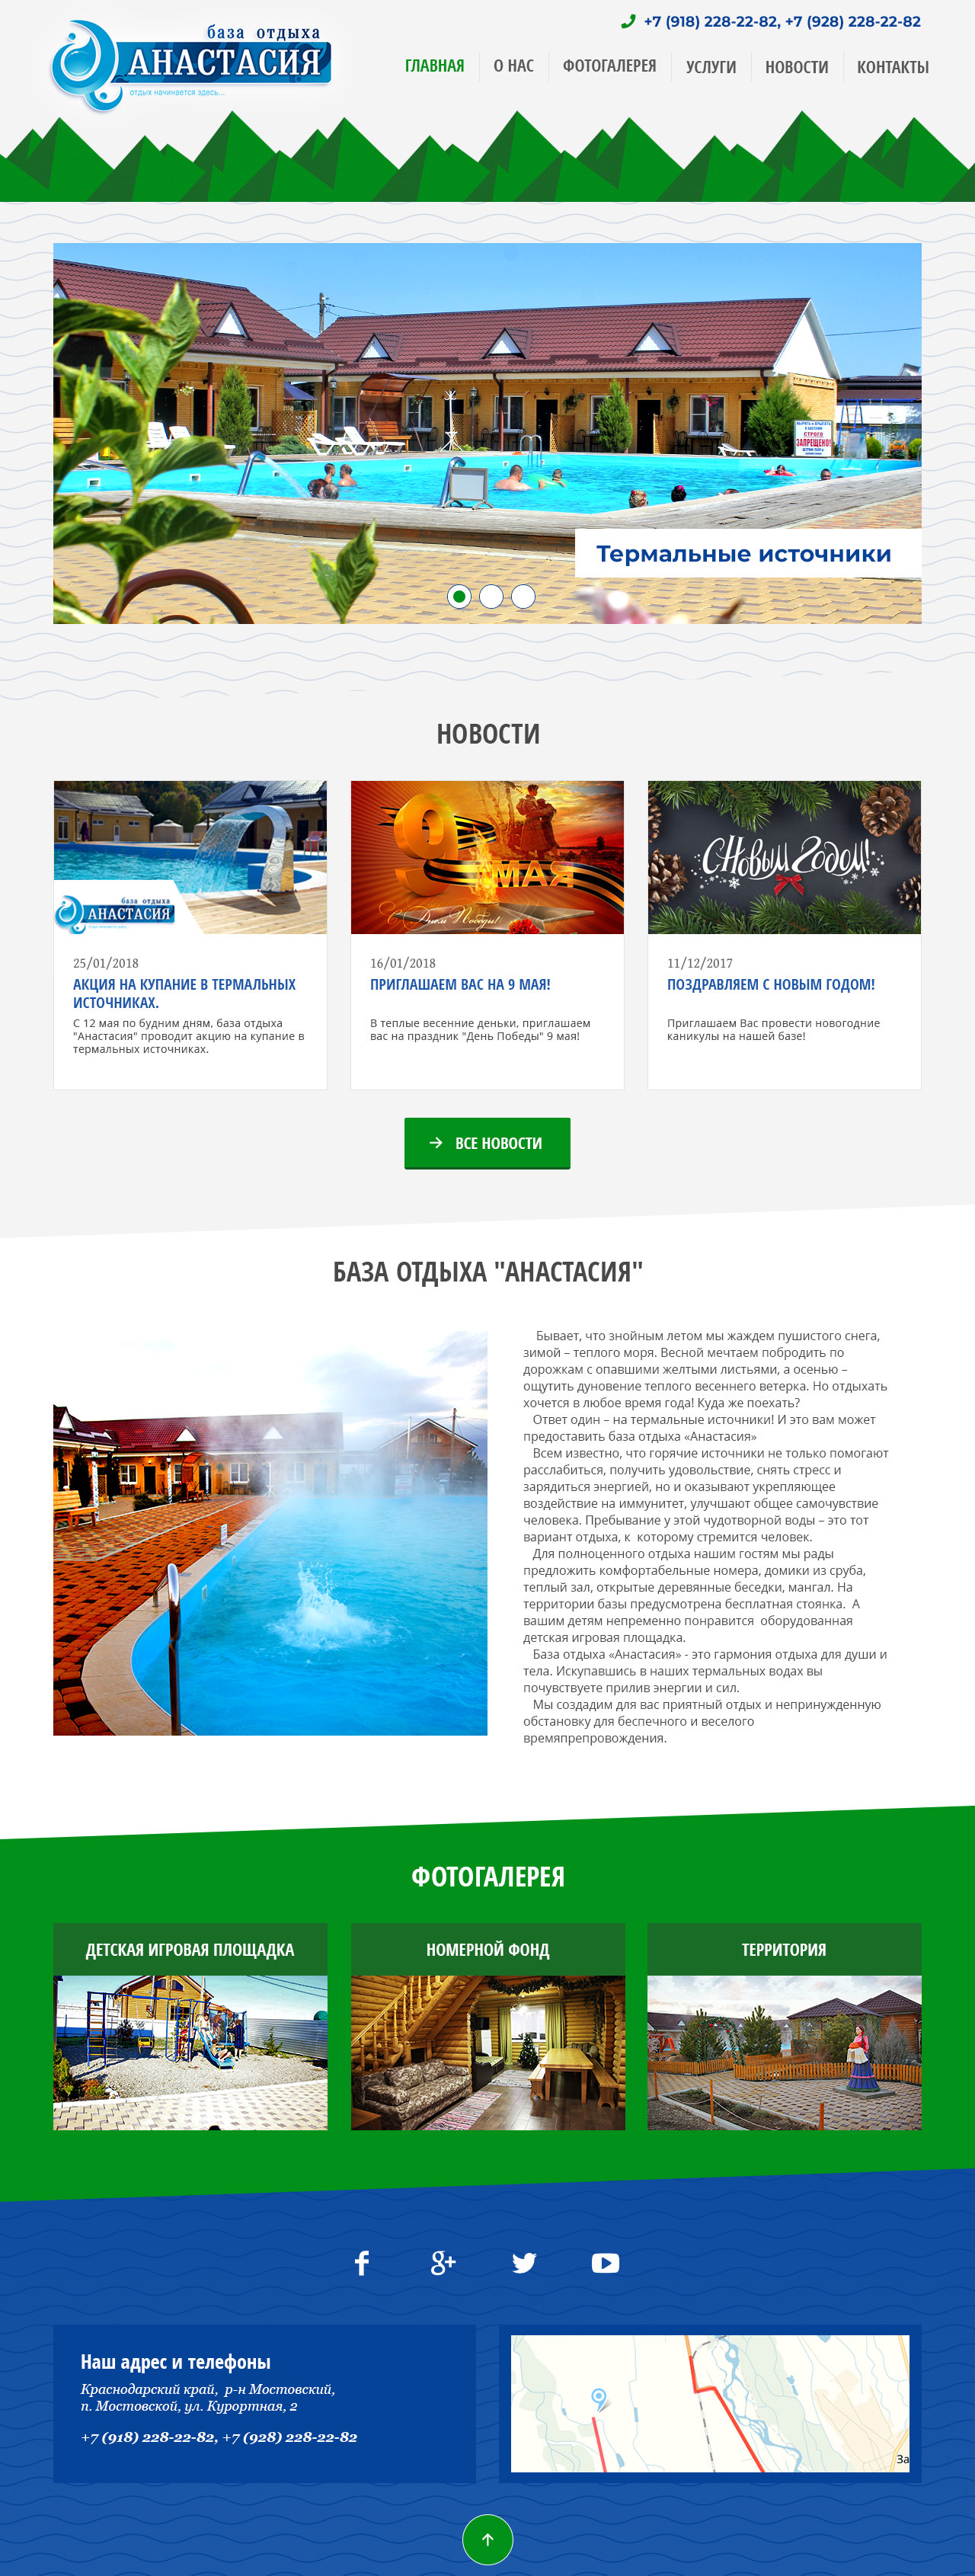 +7 (918) 228-22-82, +7 (928) 228-22-82
база отдыха
АНАСТАСИЯ
отдых начинается здесь...
ГЛАВНАЯ
О НАС
ФОТОГАЛЕРЕЯ
УСЛУГИ
НОВОСТИ
КОНТАКТЫ
СТРОГО
ЗАПРЕЩЕНО!
Термальные источники
НОВОСТИ
база отдыха
АНАСТАСИЯ
9 МАЯ
С Днем Победы!
С Новым Годом!
25/01/2018
АКЦИЯ НА КУПАНИЕ В ТЕРМАЛЬНЫХ
ИСТОЧНИКАХ.
С 12 мая по будним дням, база отдыха
"Анастасия" проводит акцию на купание в
термальных источниках.
16/01/2018
ПРИГЛАШАЕМ ВАС НА 9 МАЯ!
В теплые весенние деньки, приглашаем
вас на праздник "День Победы" 9 мая!
11/12/2017
ПОЗДРАВЛЯЕМ С НОВЫМ ГОДОМ!
Приглашаем Вас провести новогодние
каникулы на нашей базе!
ВСЕ НОВОСТИ
БАЗА ОТДЫХА "АНАСТАСИЯ"
Бывает, что знойным летом мы жаждем пушистого снега,
зимой – теплого моря. Весной мечтаем побродить по
дорожкам с опавшими желтыми листьями, а осенью –
ощутить дуновение теплого весеннего ветерка. Но отдыхать
хочется в любое время года! Куда же поехать?
Ответ один – на термальные источники! И это вам может
предоставить база отдыха «Анастасия»
Всем известно, что горячие источники не только помогают
расслабиться, получить удовольствие, снять стресс и
зарядиться энергией, но и оказывают укрепляющее
воздействие на иммунитет, улучшают общее самочувствие
человека. Пребывание у этой чудотворной воды – это тот
вариант отдыха, к  которому стремится человек.
Для полноценного отдыха нашим гостям мы рады
предложить комфортабельные номера, домики из сруба,
теплый зал, открытые деревянные беседки, мангал. На
территории базы предусмотрена бесплатная стоянка.  А
вашим детям непременно понравится  оборудованная
детская игровая площадка.
База отдыха «Анастасия» - это гармония отдыха для души и
тела. Искупавшись в наших термальных водах вы
почувствуете прилив энергии и сил.
Мы создадим для вас приятный отдых и непринужденную
обстановку для беспечного и веселого
времяпрепровождения.
ФОТОГАЛЕРЕЯ
ДЕТСКАЯ ИГРОВАЯ ПЛОЩАДКА
НОМЕРНОЙ ФОНД
ТЕРРИТОРИЯ
Наш адрес и телефоны
Краснодарский край,  р-н Мостовский,
п. Мостовской, ул. Курортная, 2
+7 (918) 228-22-82, +7 (928) 228-22-82
За